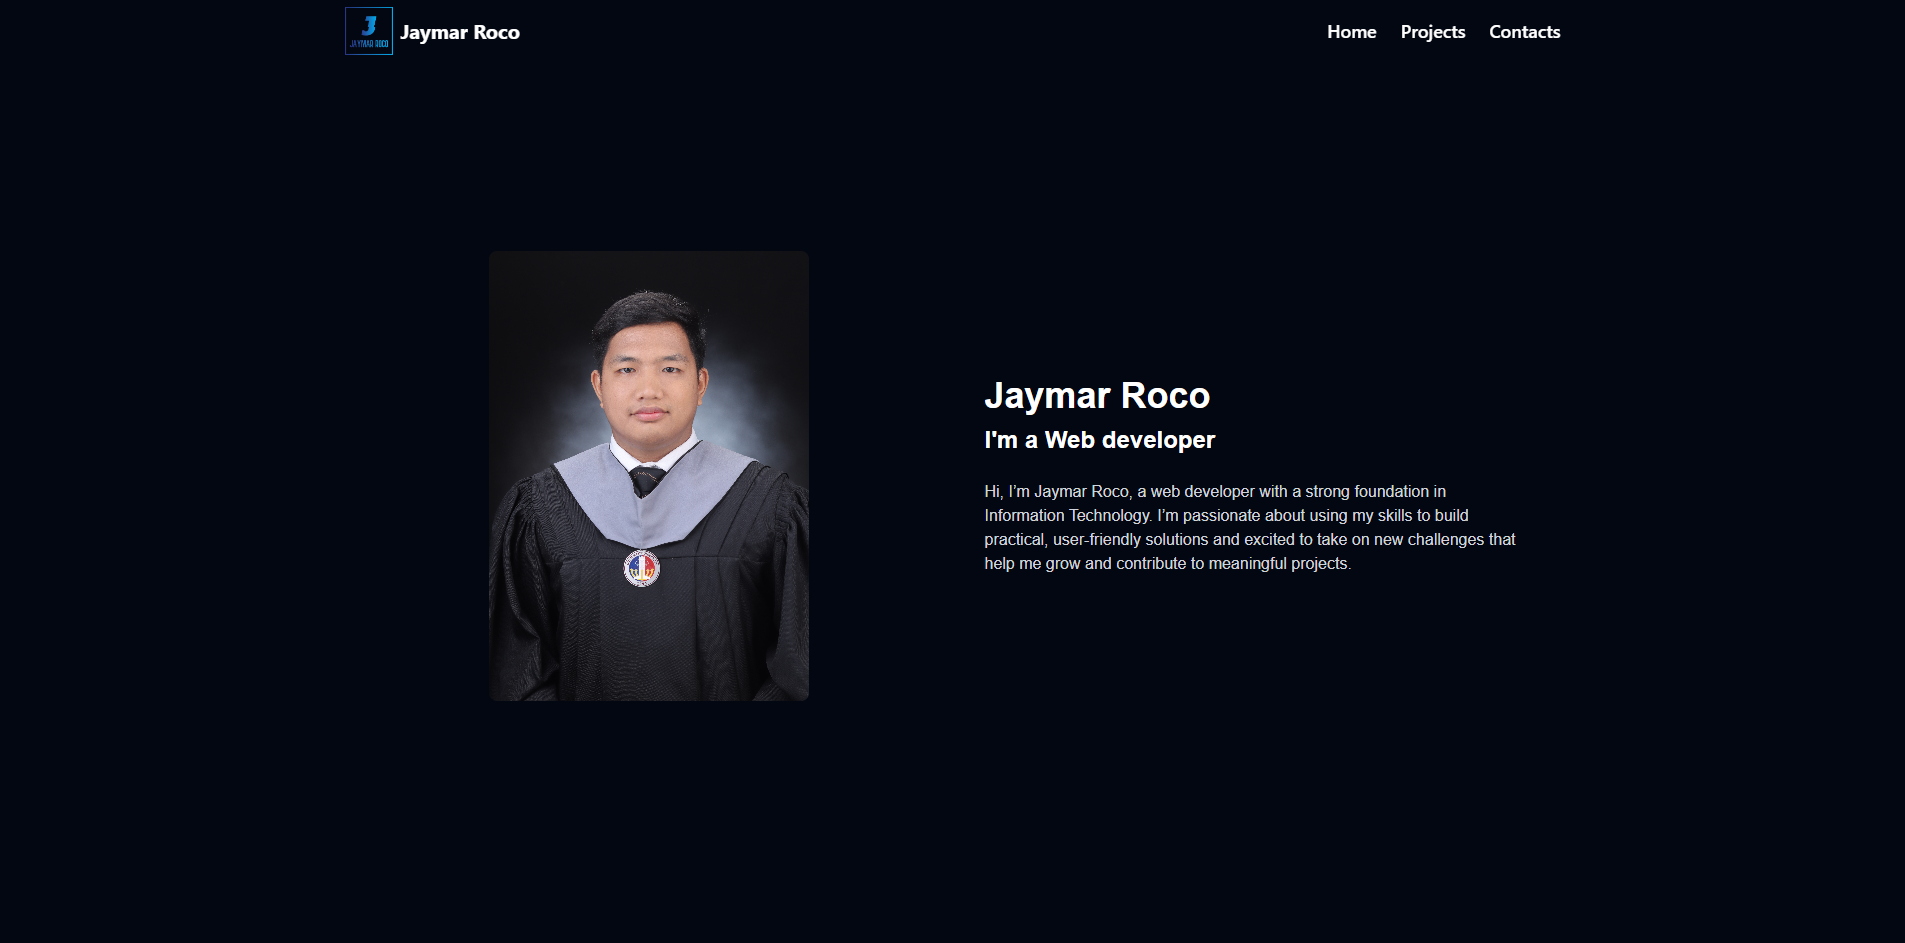 JAYMAR ROCO
Jaymar Roco
Home
Projects
Contacts
Jaymar Roco
I'm a Web developer
Hi, I’m Jaymar Roco, a web developer with a strong foundation in
Information Technology. I’m passionate about using my skills to build
practical, user-friendly solutions and excited to take on new challenges that
help me grow and contribute to meaningful projects.